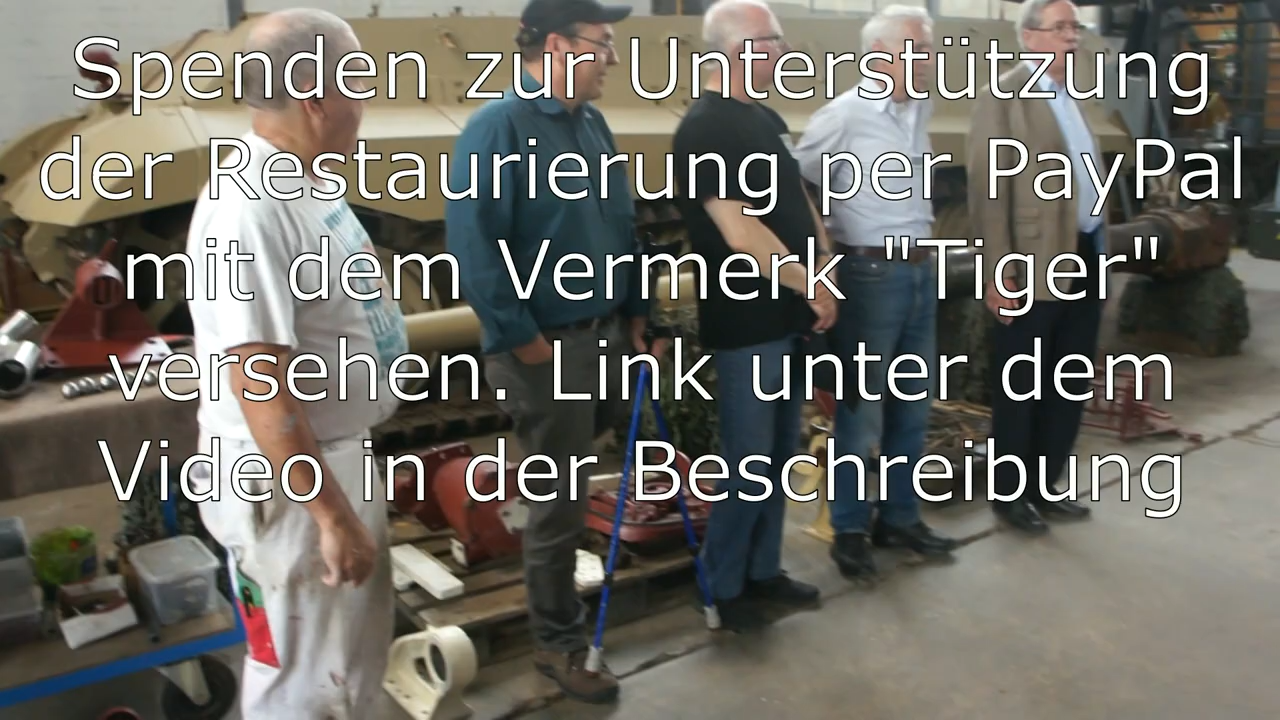 Spenden zur Unterstützung
der Restaurierung per PayPal
mit dem Vermerk "Tiger"
versehen. Link unter dem
Video in der Beschreibung